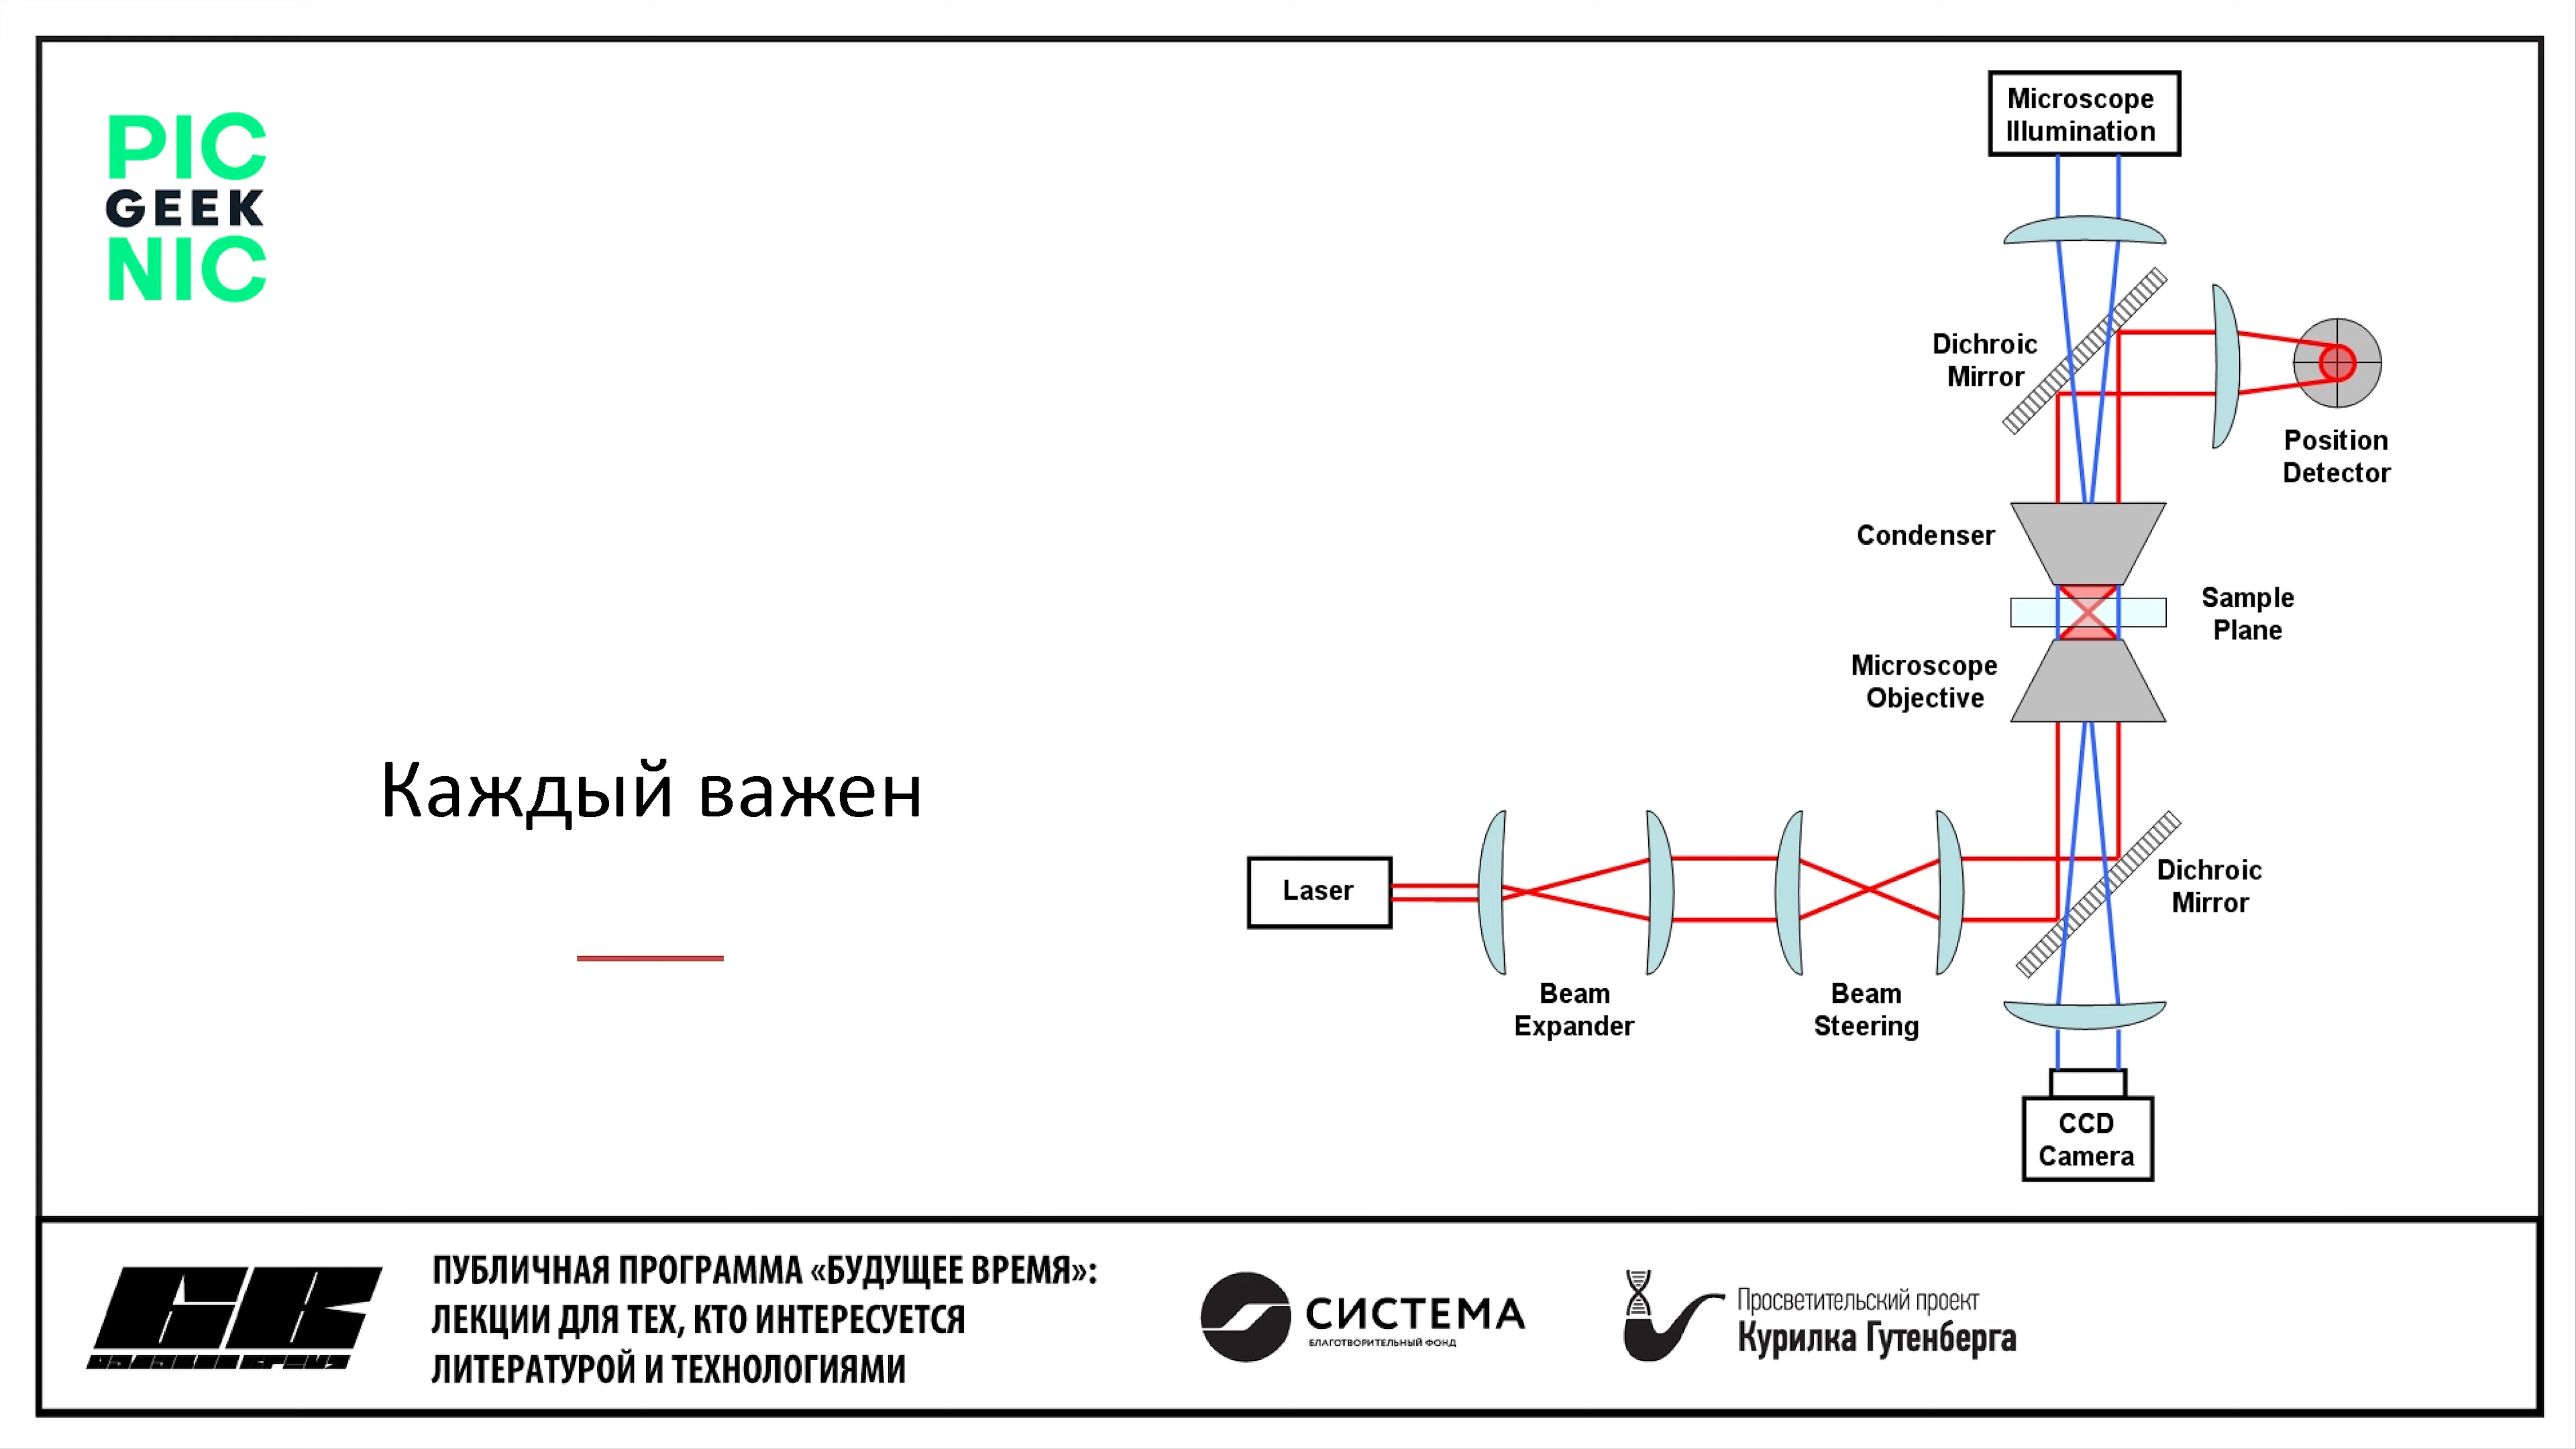 PIC
GEEK
NIC
Microscope
Illumination
Dichroic
Mirror
Position
Detector
Condenser
Sample
Plane
Microscope
Objective
Каждый важен
Laser
Dichroic
Mirror
Beam
Expander
Beam
Steering
CCD
Camera
ПУБЛИЧНАЯ ПРОГРАММА «БУДУЩЕЕ ВРЕМЯ»:
ЛЕКЦИИ ДЛЯ ТЕХ, КТО ИНТЕРЕСУЕТСЯ
ЛИТЕРАТУРОЙ И ТЕХНОЛОГИЯМИ
СИСТЕМА
БЛАГОТВОРИТЕЛЬНЫЙ ФОНД
Просветительский проект
Курилка Гутенберга